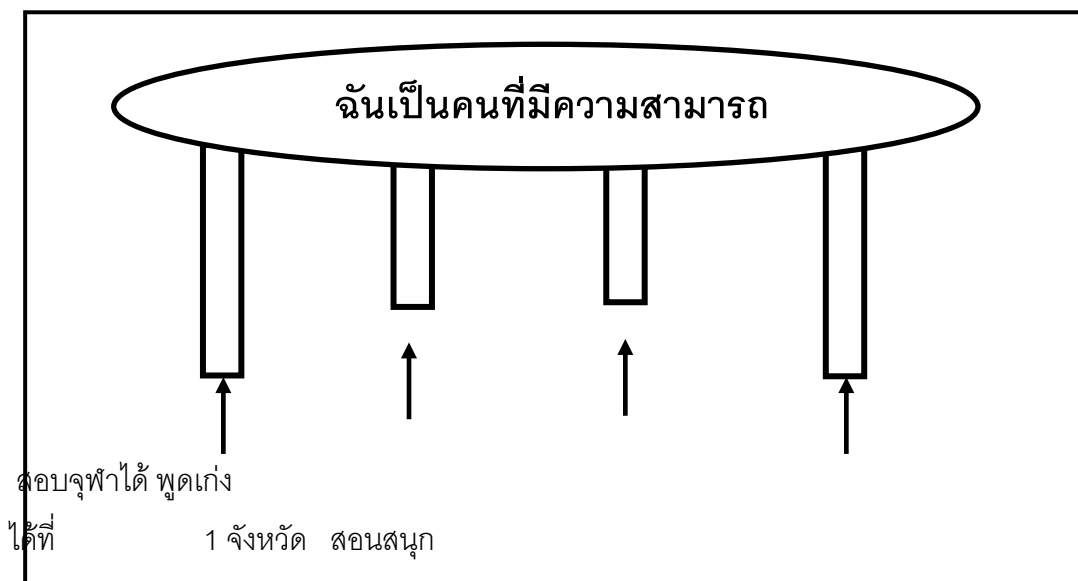 ฉันเป็นคนที่มีความสามารถ
สอบจุฬาได้ พูดเก่ง
ได้ที่ 1 จังหวัด สอนสนุก